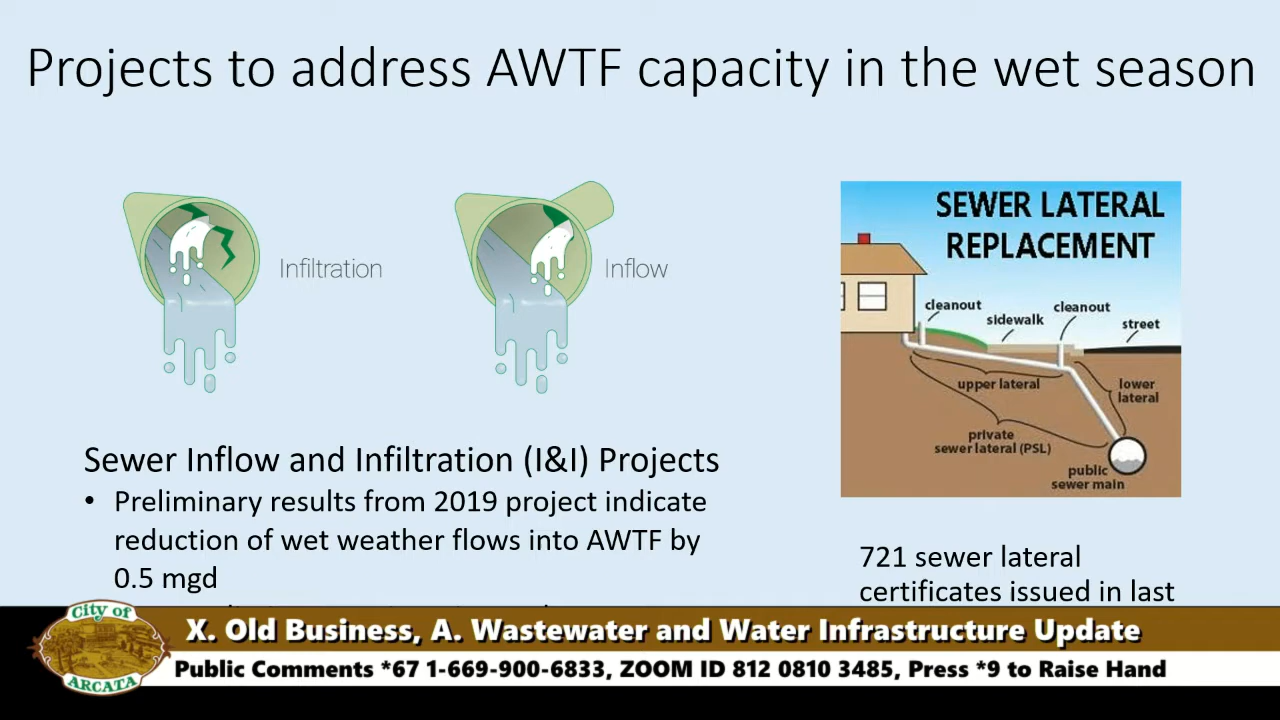 Projects to address AWTF capacity in the wet season
Infiltration
Inflow
SEWER LATERAL
REPLACEMENT
cleanout
sidewalk
cleanout
street
upper lateral
lower
lateral
private
sewer lateral (PSL)
public
sewer main
Sewer Inflow and Infiltration (I&I) Projects
• Preliminary results from 2019 project indicate
reduction of wet weather flows into AWTF by
0.5 mgd
721 sewer lateral
certificates issued in last
City of
ARCATA
X. Old Business, A. Wastewater and Water Infrastructure Update
Public Comments *67 1-669-900-6833, ZOOM ID 812 0810 3485, Press *9 to Raise Hand